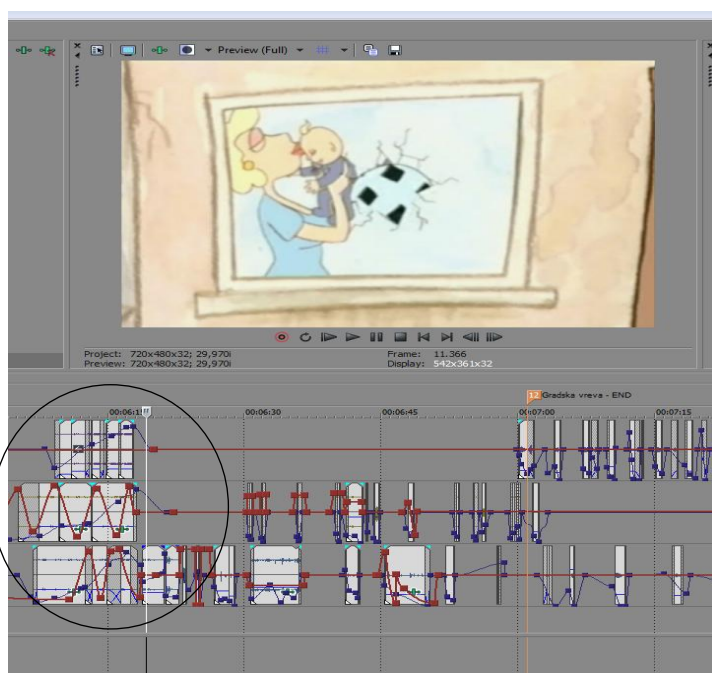 Preview (Full)
Project: 720x480x32; 29,970i
Frame: 11.366
Preview: 720x480x32; 29,970i
Display: 542x361x32
12 Gradska vreva - END
00:06:30
00:06:45
00:07:00
00:07:15